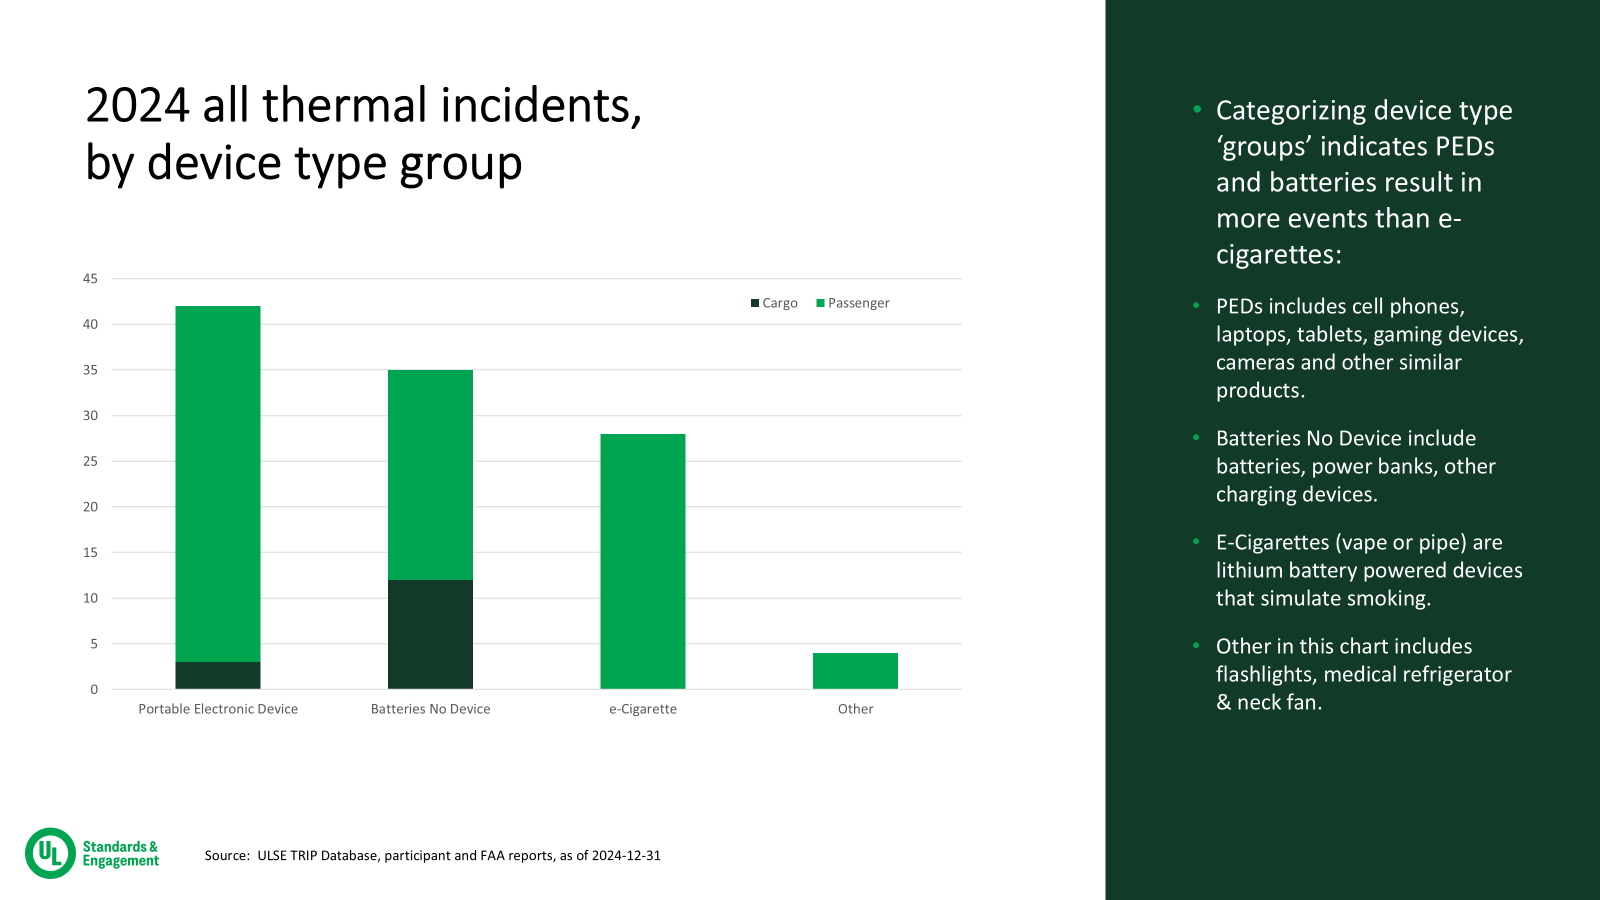 2024 all thermal incidents,
by device type group
45
40
35
30
25
20
15
10
5
0
Cargo
Passenger
Portable Electronic Device
Batteries No Device
e-Cigarette
Other
• Categorizing device type
‘groups’ indicates PEDs
and batteries result in
more events than e-
cigarettes:
• PEDs includes cell phones,
laptops, tablets, gaming devices,
cameras and other similar
products.
• Batteries No Device include
batteries, power banks, other
charging devices.
• E-Cigarettes (vape or pipe) are
lithium battery powered devices
that simulate smoking.
• Other in this chart includes
flashlights, medical refrigerator
& neck fan.
UL
Standards &
Engagement
Source: ULSE TRIP Database, participant and FAA reports, as of 2024-12-31